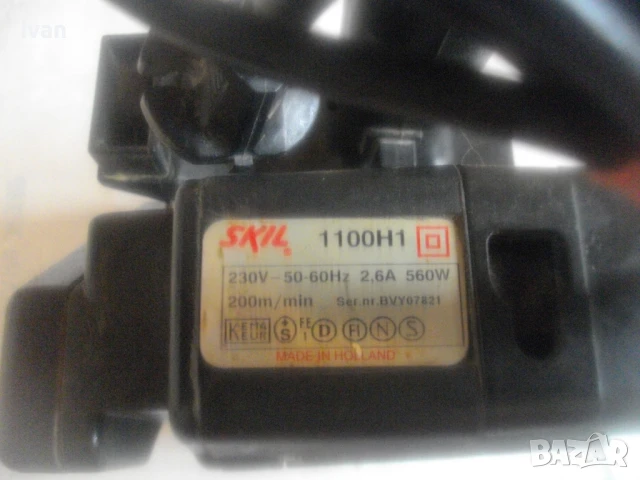 ivan
SKIL 1100H1
230V~50-60Hz 2,6A 560W
200m/min Ser.nr.BVY07821
KEMA KEUR +S FE I D FI N S
MADE IN HOLLAND
BAZAR